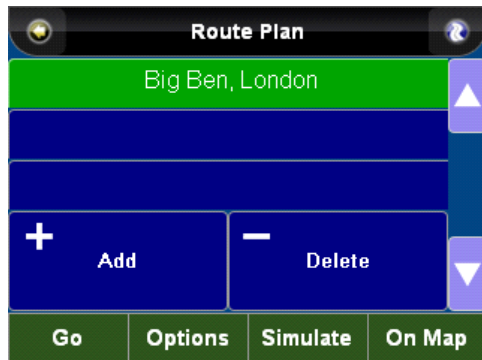 Route Plan
Big Ben, London
+ Add
− Delete
Go Options Simulate On Map